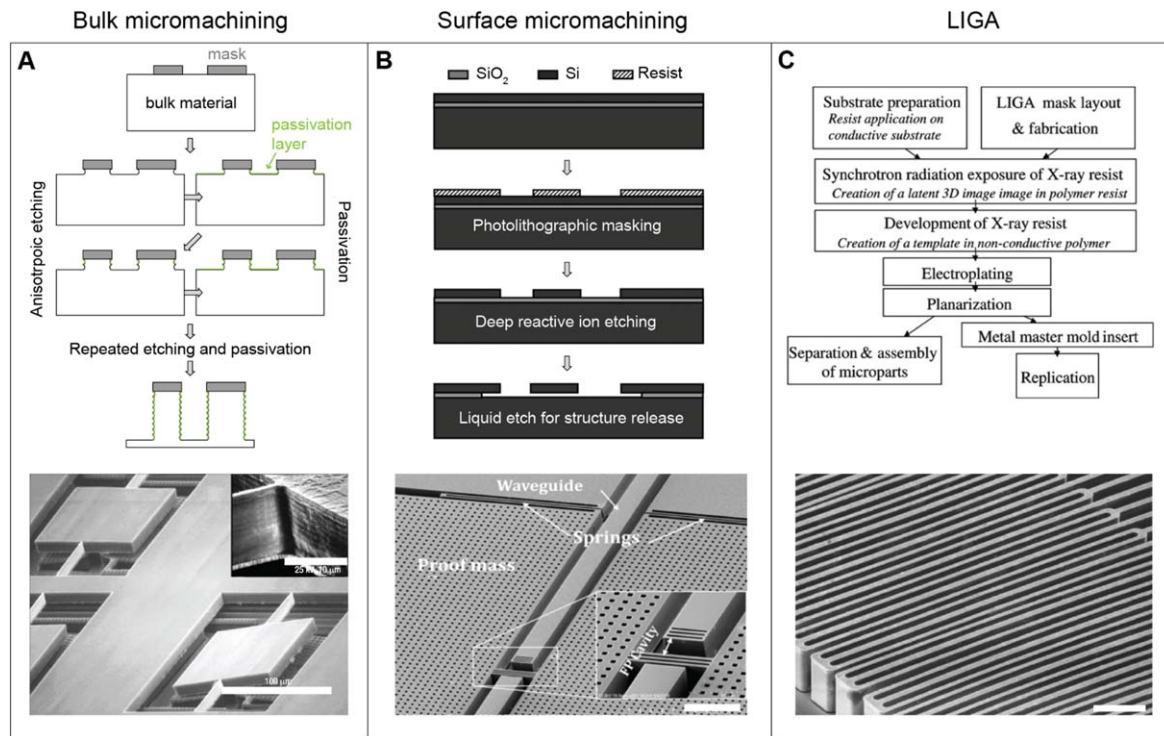 Bulk micromachining
Surface micromachining
LIGA
A
mask
bulk material
passivation
layer
Anisotrpoic etching
Passivation
Repeated etching and passivation
100 μm
B
SiO2
Si
Resist
Photolithographic masking
Deep reactive ion etching
Liquid etch for structure release
Waveguide
Springs
Proof mass
FP Cavity
C
Substrate preparation
Resist application on
conductive substrate
LIGA mask layout
& fabrication
Synchrotron radiation exposure of X-ray resist
Creation of a latent 3D image image in polymer resist
Development of X-ray resist
Creation of a template in non-conductive polymer
Electroplating
Planarization
Separation & assembly
of microparts
Metal master mold insert
Replication